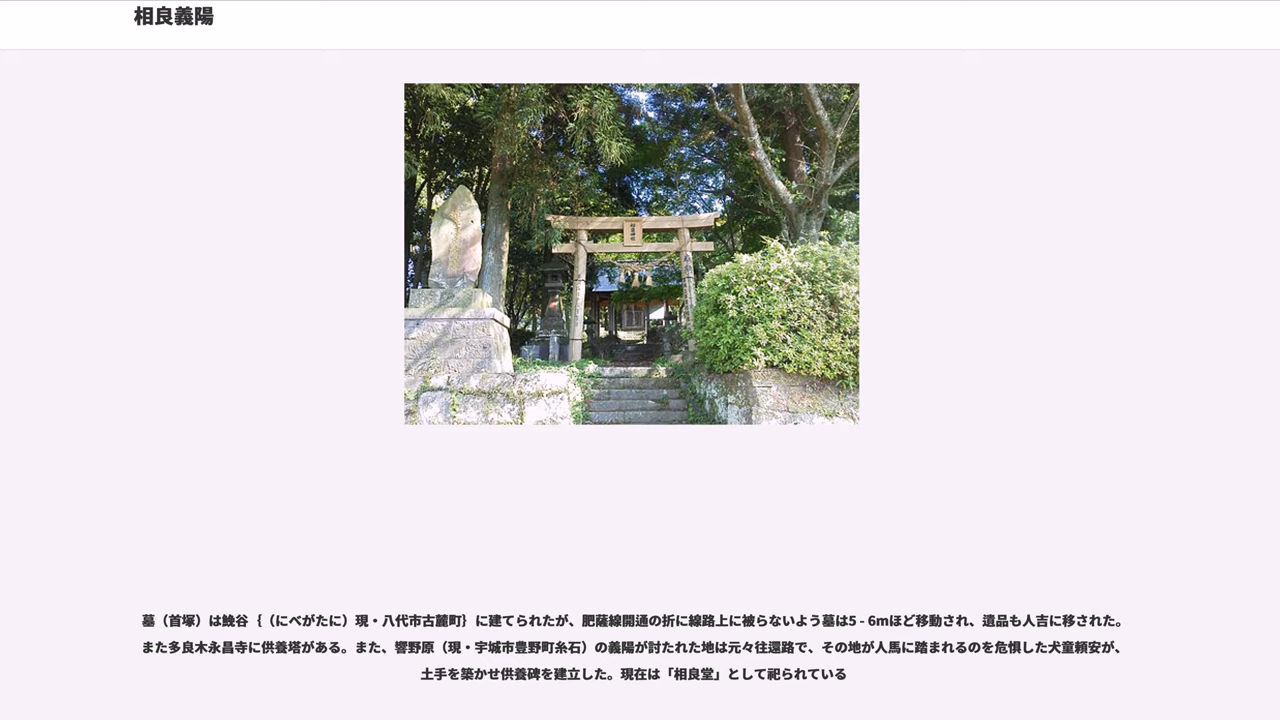 相良義陽
相良神社
墓（首塚）は鮸谷｛（にべがたに）現・八代市古麓町｝に建てられたが、肥薩線開通の折に線路上に被らないよう墓は5 - 6mほど移動され、遺品も人吉に移された。
また多良木永昌寺に供養塔がある。また、響野原（現・宇城市豊野町糸石）の義陽が討たれた地は元々往還路で、その地が人馬に踏まれるのを危惧した犬童頼安が、
土手を築かせ供養碑を建立した。現在は「相良堂」として祀られている